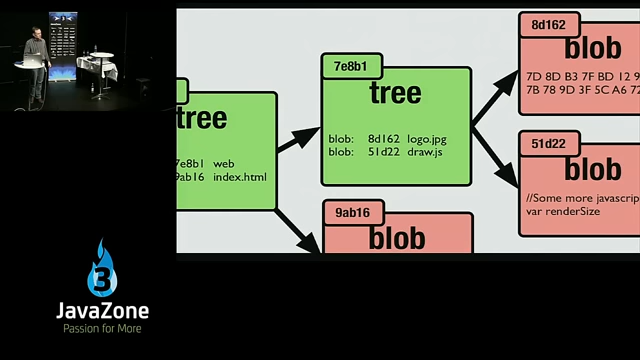 7e8b1
tree
blob: 8d162 logo.jpg
blob: 51d22 draw.js
tree
7e8b1 web
9ab16 index.html
9ab16
blob
8d162
blob
7D 8D B3 7F BD 12
7B 78 9D 3F 5C A6 72
51d22
blob
//Some more javascrip
var renderSize
3
JavaZone
Passion for More